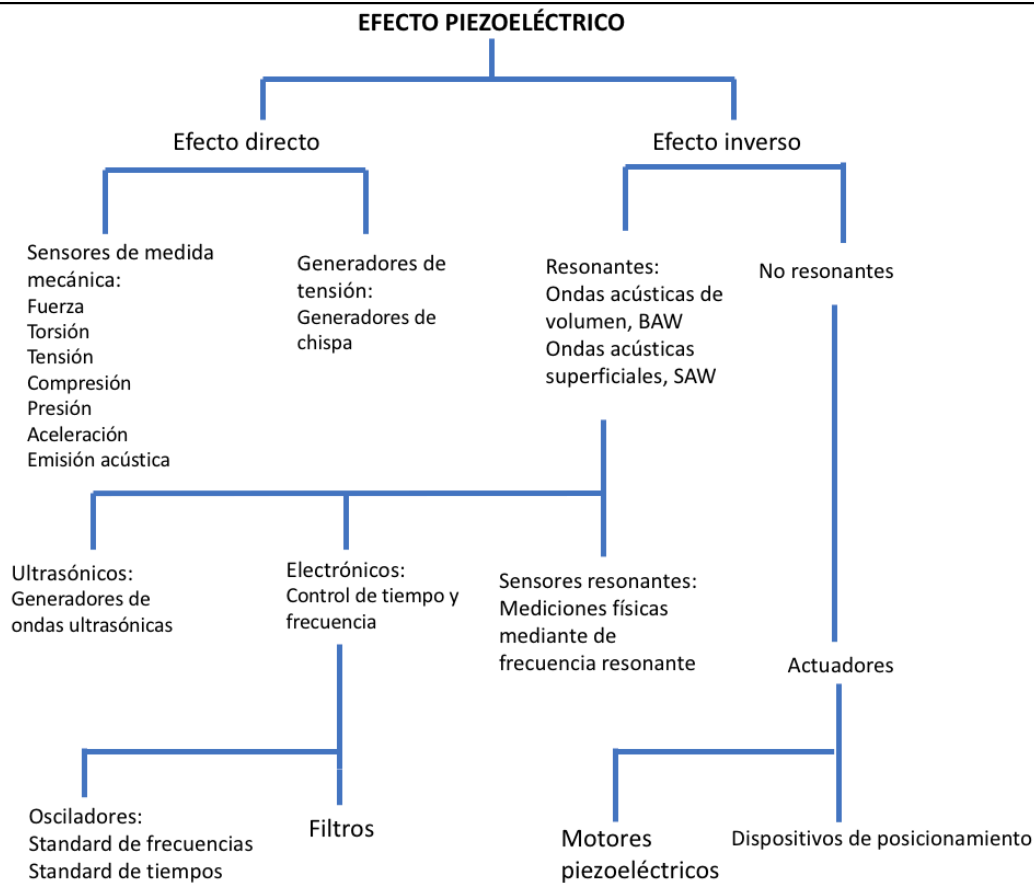 EFECTO PIEZOELÉCTRICO
Efecto directo
Efecto inverso
Sensores de medida
mecánica:
Fuerza
Torsión
Tensión
Compresión
Presión
Aceleración
Emisión acústica
Generadores de
tensión:
Generadores de
chispa
Resonantes:
Ondas acústicas de
volumen, BAW
Ondas acústicas
superficiales, SAW
No resonantes
Ultrasónicos:
Generadores de
ondas ultrasónicas
Electrónicos:
Control de tiempo y
frecuencia
Sensores resonantes:
Mediciones físicas
mediante de
frecuencia resonante
Actuadores
Osciladores:
Standard de frecuencias
Standard de tiempos
Filtros
Motores
piezoeléctricos
Dispositivos de posicionamiento